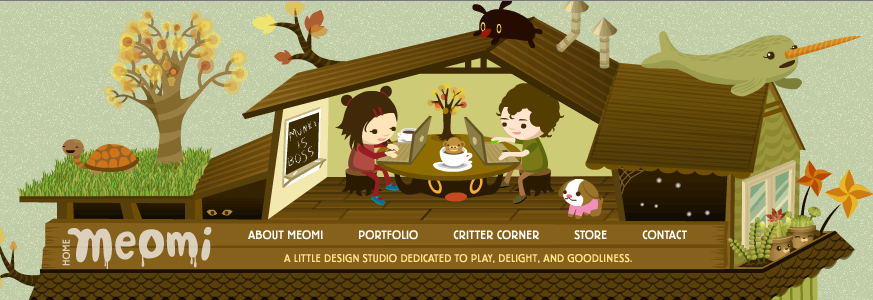 MUNKI
IS
BOSS
HOME
meomi
ABOUT MEOMI PORTFOLIO CRITTER CORNER STORE CONTACT
A LITTLE DESIGN STUDIO DEDICATED TO PLAY, DELIGHT, AND GOODLINESS.